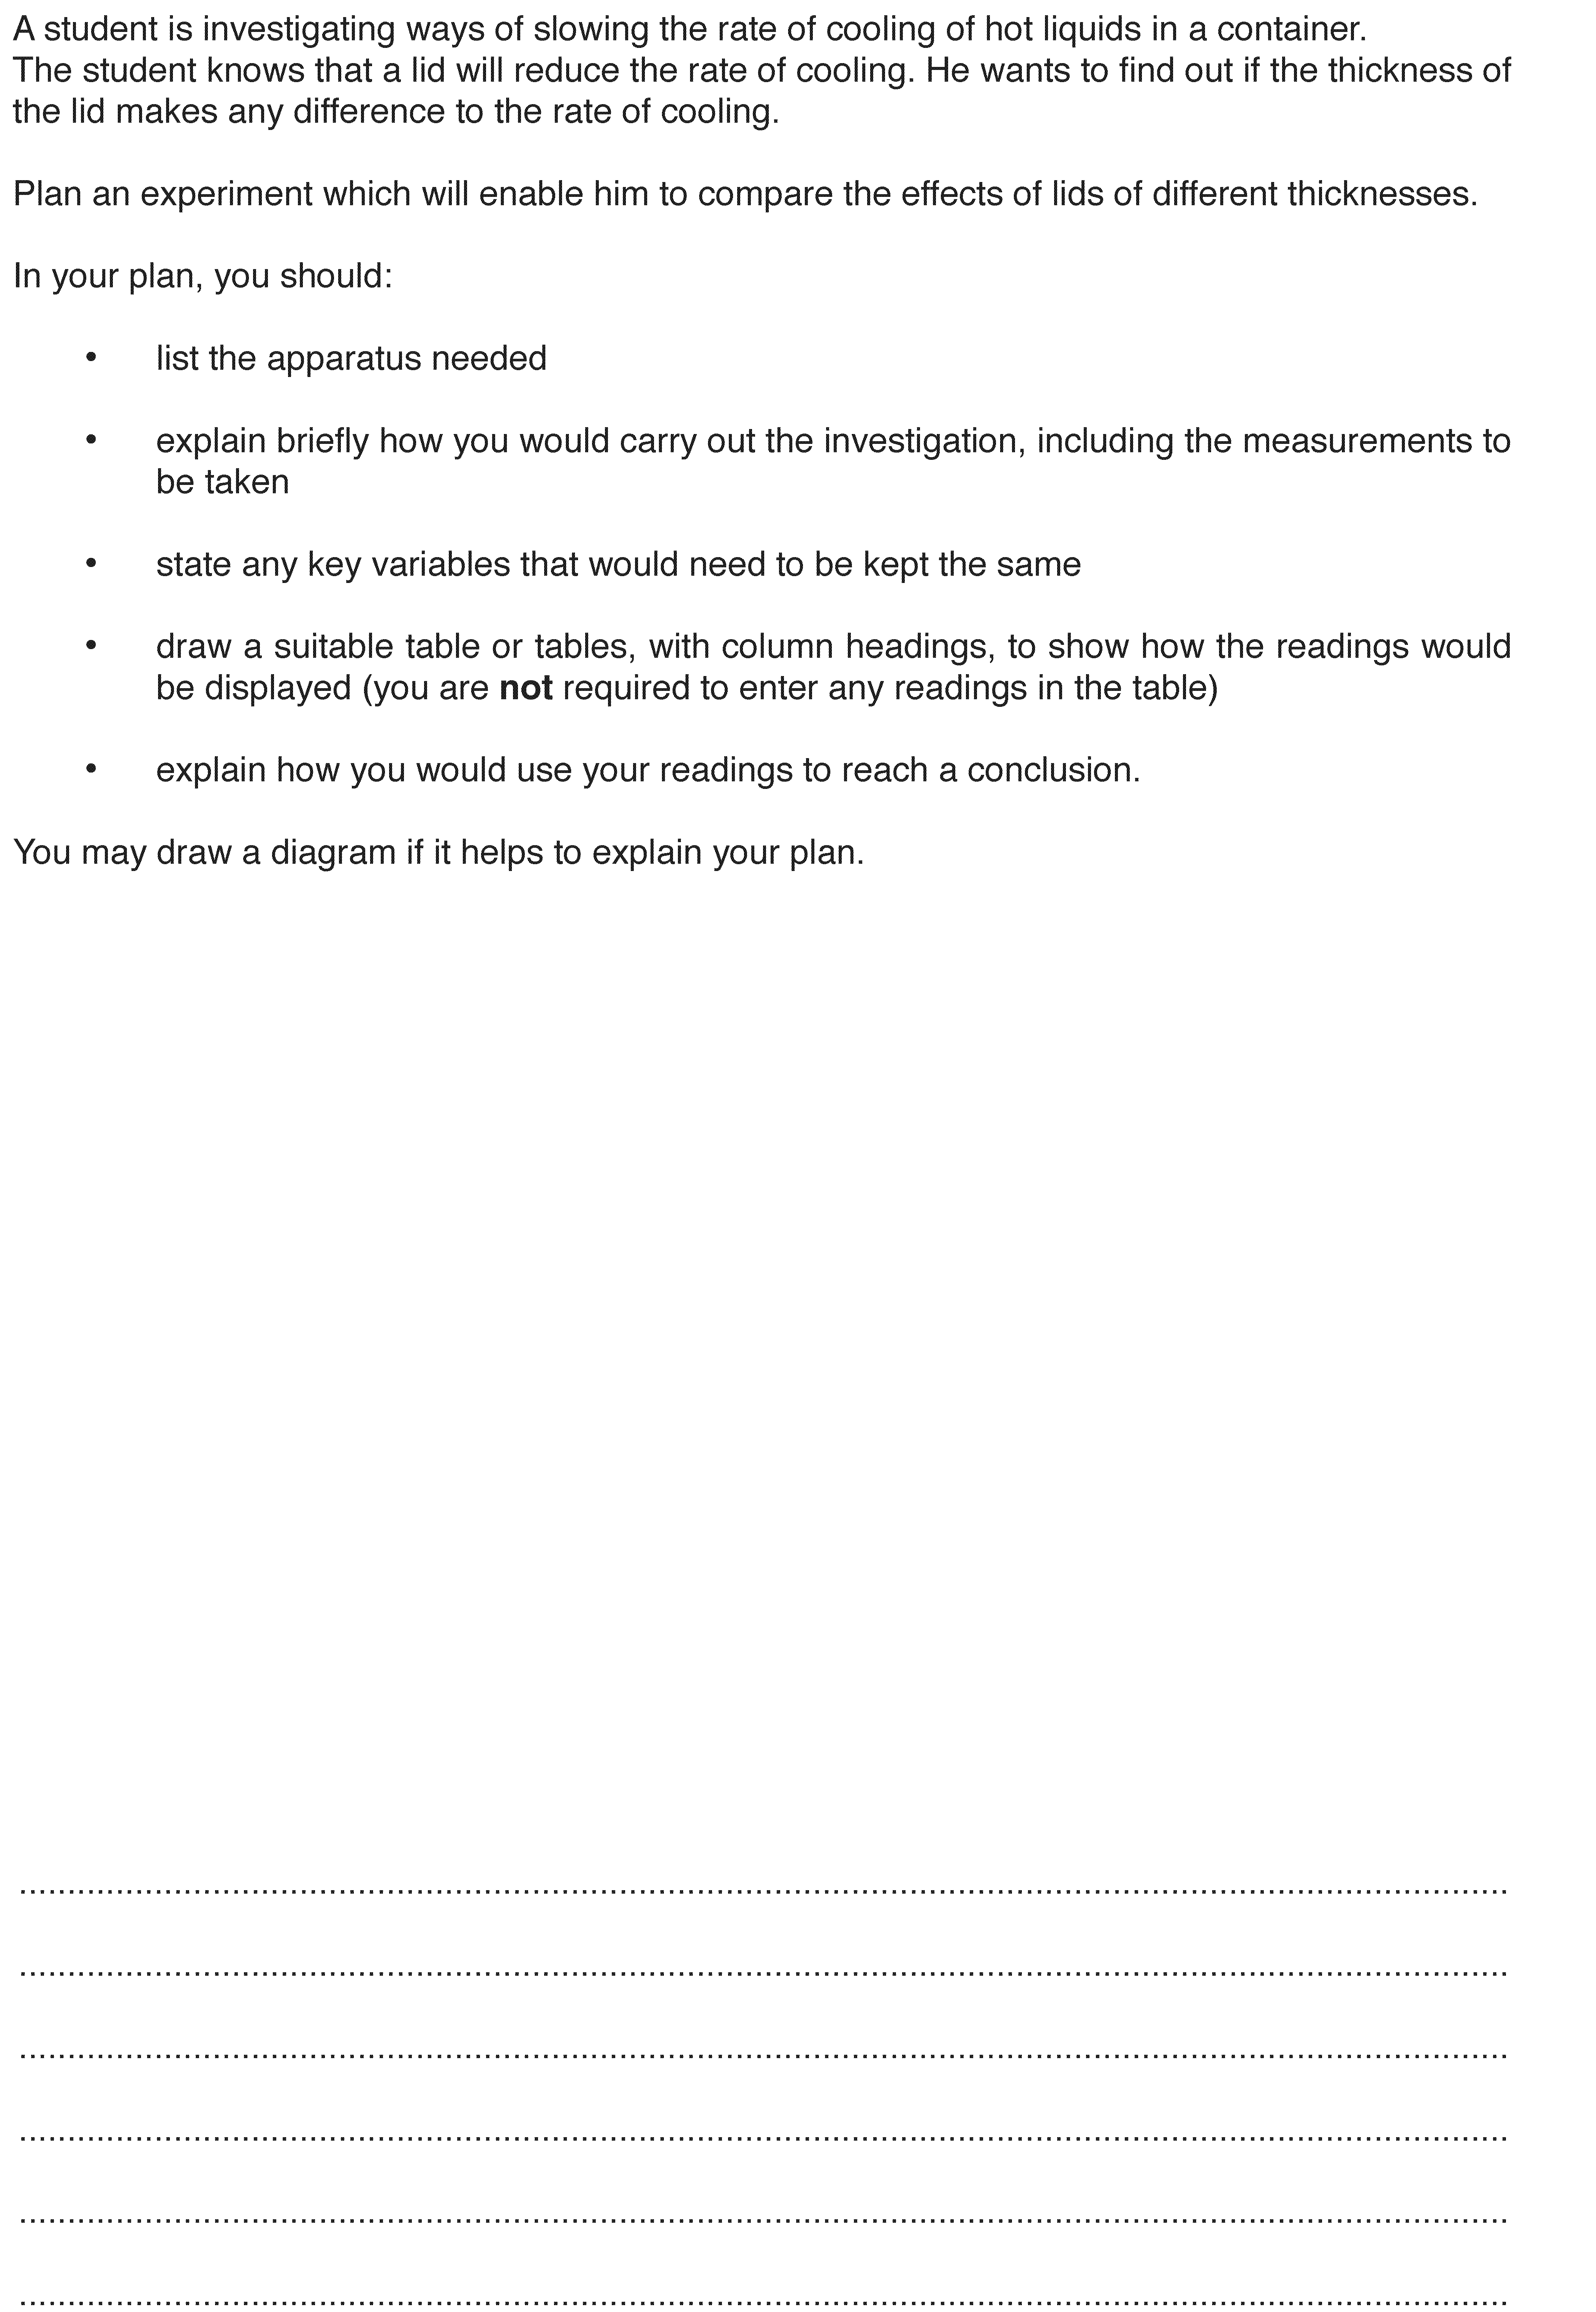 A student is investigating ways of slowing the rate of cooling of hot liquids in a container.
The student knows that a lid will reduce the rate of cooling. He wants to find out if the thickness of
the lid makes any difference to the rate of cooling.
Plan an experiment which will enable him to compare the effects of lids of different thicknesses.
In your plan, you should:
• list the apparatus needed
• explain briefly how you would carry out the investigation, including the measurements to
be taken
• state any key variables that would need to be kept the same
• draw a suitable table or tables, with column headings, to show how the readings would
be displayed (you are not required to enter any readings in the table)
• explain how you would use your readings to reach a conclusion.
You may draw a diagram if it helps to explain your plan.